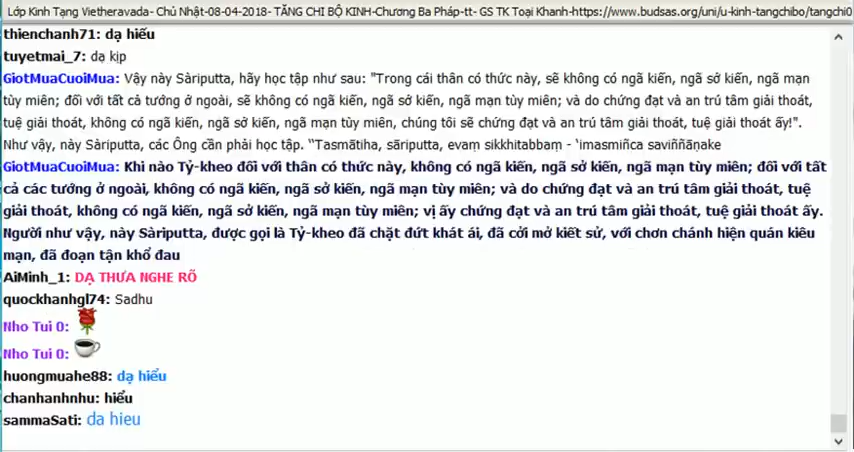 Lớp Kinh Tạng Vietheravada- Chủ Nhật-08-04-2018- TĂNG CHI BỘ KINH-Chương Ba Pháp-tt- GS TK Toại Khanh-https://www.budsas.org/uni/u-kinh-tangchibo/tangchi0
thienchanh71: dạ hiểu
tuyetmai_7: dạ kịp
GiotMuaCuoiMua: Vậy này Sàriputta, hãy học tập như sau: "Trong cái thân có thức này, sẽ không có ngã kiến, ngã sở kiến, ngã mạn
tùy miên; đối với tất cả tướng ở ngoài, sẽ không có ngã kiến, ngã sở kiến, ngã mạn tùy miên; và do chứng đạt và an trú tâm giải thoát,
tuệ giải thoát, không có ngã kiến, ngã sở kiến, ngã mạn tùy miên, chúng tôi sẽ chứng đạt và an trú tâm giải thoát, tuệ giải thoát ấy!".
Như vậy, này Sàriputta, các Ông cần phải học tập. “Tasmātiha, sāriputta, evaṃ sikkhitabbaṃ - ‘imasmiñca saviññāṇake
GiotMuaCuoiMua: Khi nào Tỷ-kheo đối với thân có thức này, không có ngã kiến, ngã sở kiến, ngã mạn tùy miên; đối với tất
cả các tướng ở ngoài, không có ngã kiến, ngã sở kiến, ngã mạn tùy miên; và do chứng đạt và an trú tâm giải thoát, tuệ
giải thoát, không có ngã kiến, ngã sở kiến, ngã mạn tùy miên; vị ấy chứng đạt và an trú tâm giải thoát, tuệ giải thoát ấy.
Người như vậy, này Sàriputta, được gọi là Tỷ-kheo đã chặt đứt khát ái, đã cởi mở kiết sử, với chơn chánh hiện quán kiêu
mạn, đã đoạn tận khổ đau
AiMinh_1: DẠ THƯA NGHE RÕ
quockhanhgl74: Sadhu
Nho Tui 0:
Nho Tui 0:
huongmuahe88: dạ hiểu
chanhanhnhu: hiểu
sammaSati: da hieu